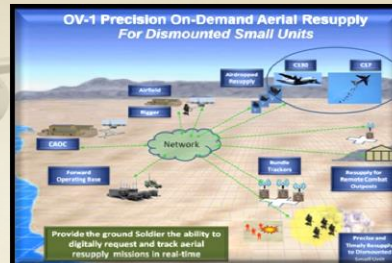 OV-1 Precision On-Demand Aerial Resupply
For Dismounted Small Units
Airdropped
Resupply
Airfield
Rigger
CAOC
Network
Forward
Operating Base
Bundle
Trackers
Resupply for
Remote Combat
Outposts
Provide the ground Soldier the ability to
digitally request and track aerial
resupply missions in real-time
Precise and
Timely Resupply
to Dismounted